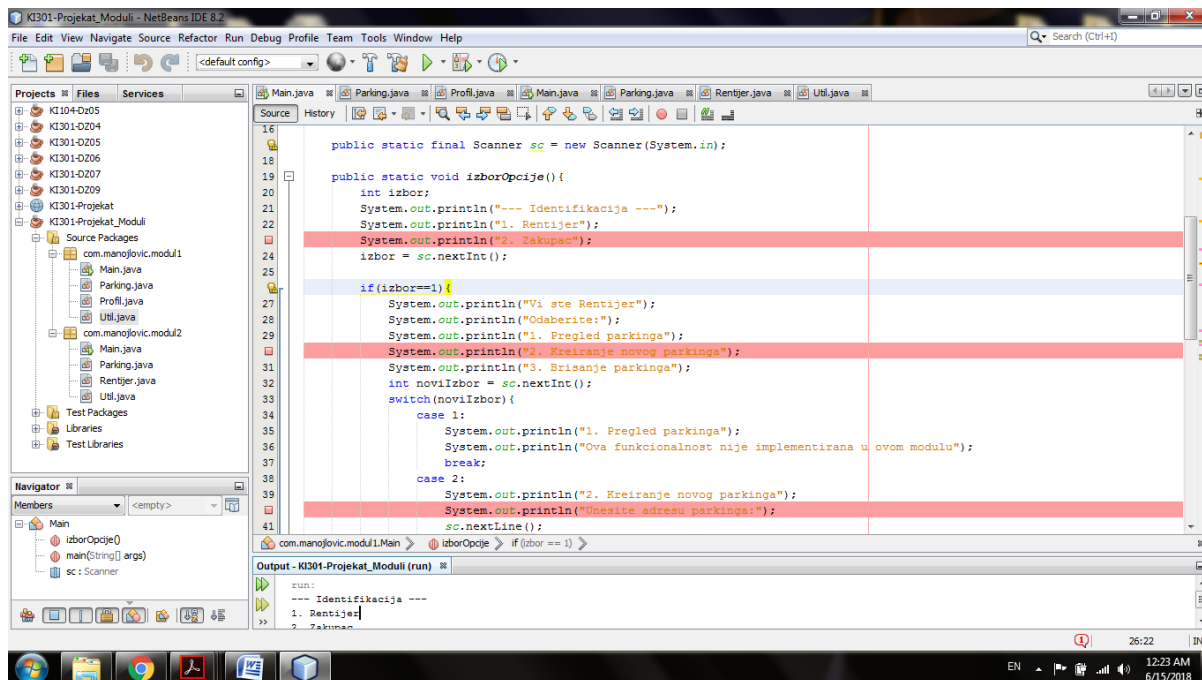 KI301-Projekat_Moduli - NetBeans IDE 8.2
File Edit View Navigate Source Refactor Run Debug Profile Team Tools Window Help
Search (Ctrl+I)
<default config>
Projects Files Services
KI104-Dz05
KI301-DZ04
KI301-DZ05
KI301-DZ06
KI301-DZ07
KI301-DZ09
KI301-Projekat
KI301-Projekat_Moduli
Source Packages
com.manojlovic.modul1
Main.java
Parking.java
Profil.java
Util.java
com.manojlovic.modul2
Main.java
Parking.java
Rentijer.java
Util.java
Test Packages
Libraries
Test Libraries
Navigator
Members <empty>
Main
izborOpcije()
main(String[] args)
sc : Scanner
Main.java Parking.java Profil.java Main.java Parking.java Rentijer.java Util.java
Source History
16
public static final Scanner sc = new Scanner(System.in);
18
19 public static void izborOpcije(){
20 int izbor;
21 System.out.println("--- Identifikacija ---");
22 System.out.println("1. Rentijer");
System.out.println("2. Zakupac");
24 izbor = sc.nextInt();
25
if(izbor==1){
27 System.out.println("Vi ste Rentijer");
28 System.out.println("Odaberite:");
29 System.out.println("1. Pregled parkinga");
System.out.println("2. Kreiranje novog parkinga");
31 System.out.println("3. Brisanje parkinga");
32 int noviIzbor = sc.nextInt();
33 switch(noviIzbor){
34 case 1:
35 System.out.println("1. Pregled parkinga");
36 System.out.println("Ova funkcionalnost nije implementirana u ovom modulu");
37 break;
38 case 2:
39 System.out.println("2. Kreiranje novog parkinga");
System.out.println("Unesite adresu parkinga:");
41 sc.nextLine();
com.manojlovic.modul1.Main izborOpcije if (izbor == 1)
Output - KI301-Projekat_Moduli (run)
run:
--- Identifikacija ---
1. Rentijer
2. Zakupac
1 26:22 IN
EN 12:23 AM
6/15/2018